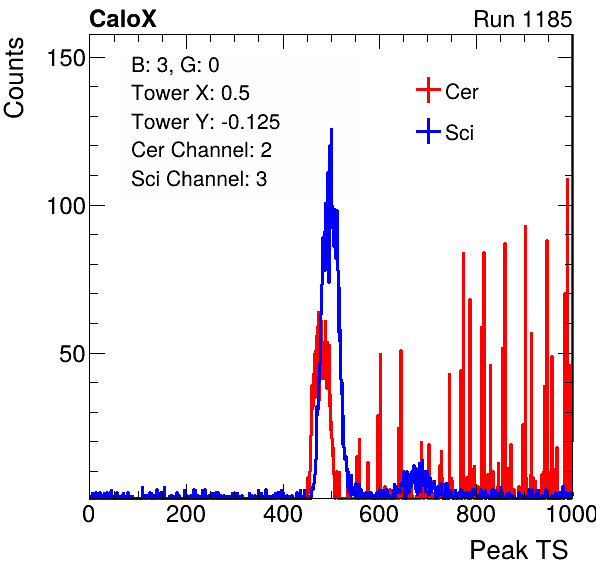 CaloX Run 1185
Counts
150
100
50
B: 3, G: 0
Tower X: 0.5
Tower Y: -0.125
Cer Channel: 2
Sci Channel: 3
Cer
Sci
0 200 400 600 800 1000
Peak TS